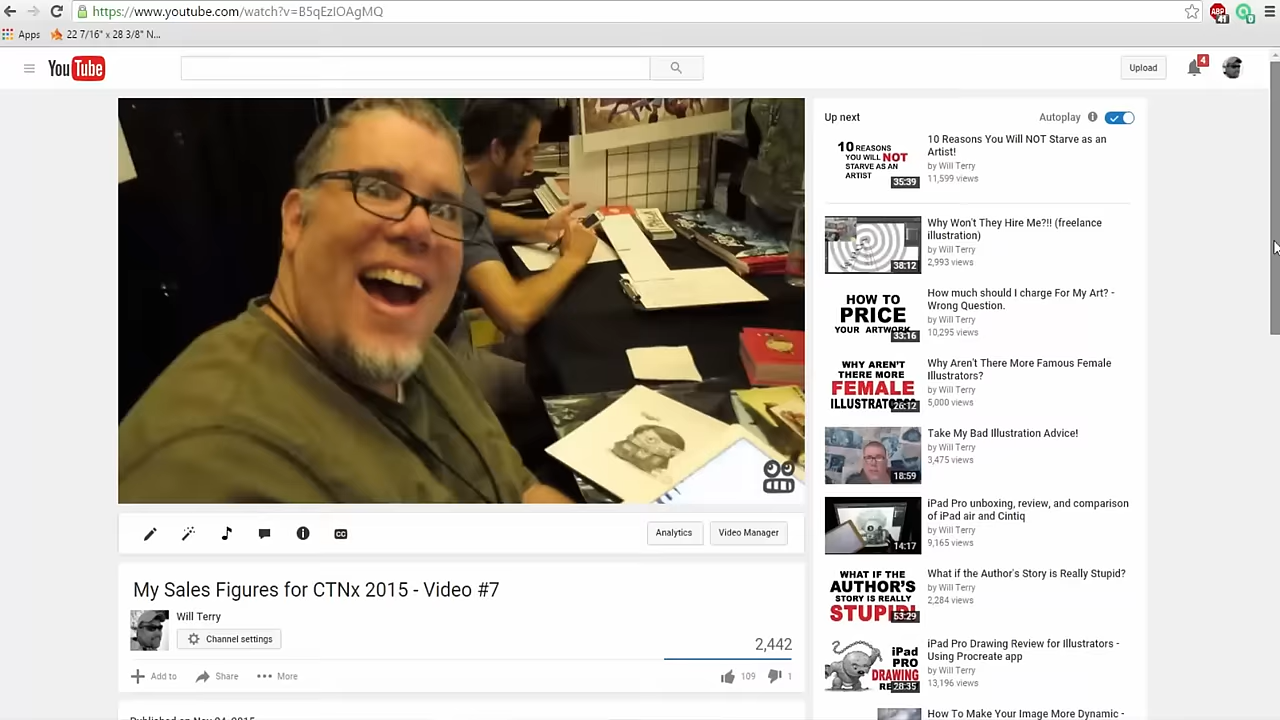 https://www.youtube.com/watch?v=B5qEzIOAgMQ
ABP
41
0
Apps
22 7/16" x 28 3/8" N...
YouTube
Upload
4
Up next
Autoplay
10 REASONS
YOU WILL NOT
STARVE AS AN
ARTIST
35:39
10 Reasons You Will NOT Starve as an
Artist!
by Will Terry
11,599 views
38:12
Why Won't They Hire Me?!! (freelance
illustration)
by Will Terry
2,993 views
HOW TO
PRICE
YOUR ARTWORK
33:16
How much should I charge For My Art? -
Wrong Question.
by Will Terry
10,295 views
WHY AREN'T
THERE MORE
FEMALE
ILLUSTRATORS?
Why Aren't There More Famous Female
Illustrators?
by Will Terry
5,000 views
18:59
Take My Bad Illustration Advice!
by Will Terry
3,475 views
14:17
iPad Pro unboxing, review, and comparison
of iPad air and Cintiq
by Will Terry
9,165 views
WHAT IF THE
AUTHOR'S
STORY IS REALLY
STUPID!
53:29
What if the Author's Story is Really Stupid?
by Will Terry
2,284 views
iPad
PRO
DRAWING
28:35
iPad Pro Drawing Review for Illustrators -
Using Procreate app
by Will Terry
13,196 views
How To Make Your Image More Dynamic -
CC
Analytics
Video Manager
My Sales Figures for CTNx 2015 - Video #7
Will Terry
Channel settings
2,442
Add to
Share
More
109
1